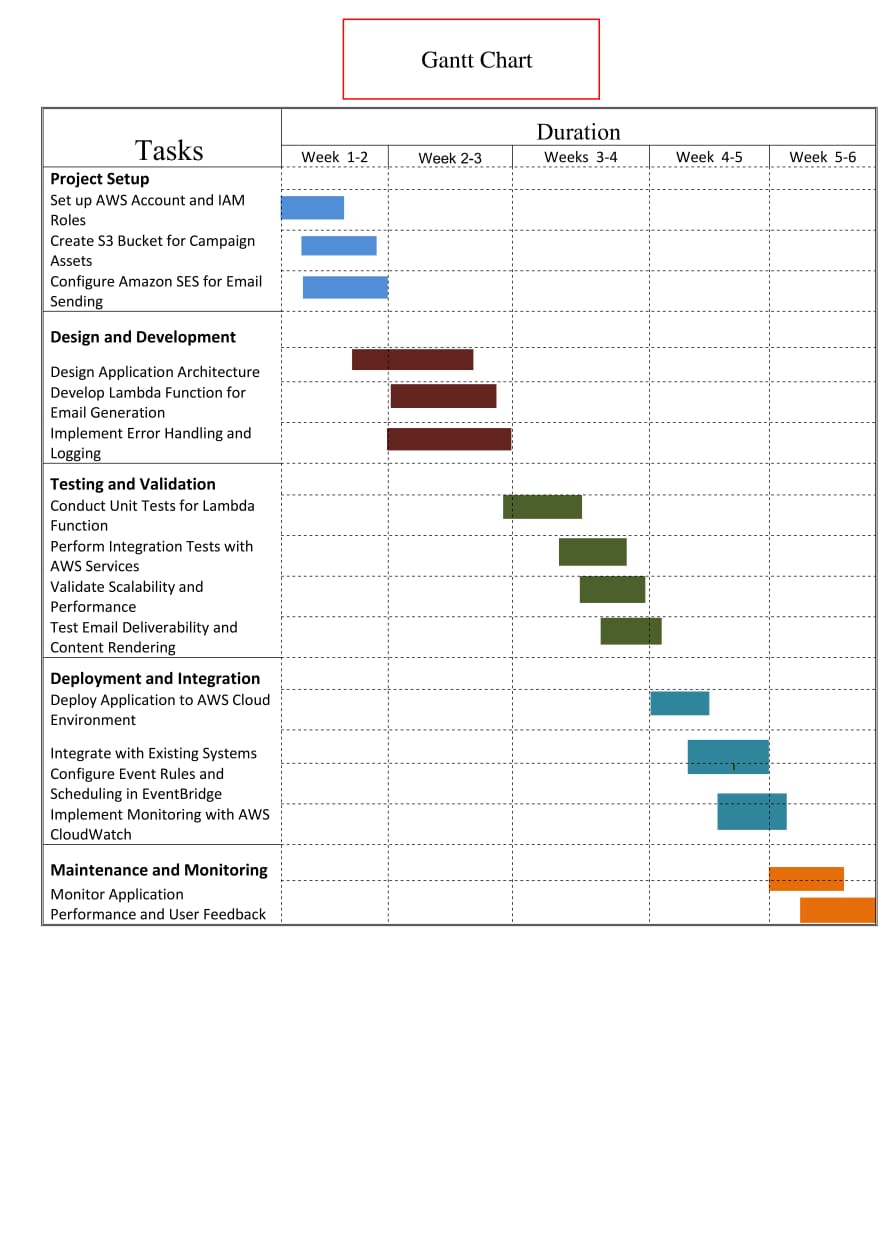 Gantt Chart
Tasks
Duration
Week 1-2
Week 2-3
Weeks 3-4
Week 4-5
Week 5-6
Project Setup
Set up AWS Account and IAM
Roles
Create S3 Bucket for Campaign
Assets
Configure Amazon SES for Email
Sending
Design and Development
Design Application Architecture
Develop Lambda Function for
Email Generation
Implement Error Handling and
Logging
Testing and Validation
Conduct Unit Tests for Lambda
Function
Perform Integration Tests with
AWS Services
Validate Scalability and
Performance
Test Email Deliverability and
Content Rendering
Deployment and Integration
Deploy Application to AWS Cloud
Environment
Integrate with Existing Systems
Configure Event Rules and
Scheduling in EventBridge
Implement Monitoring with AWS
CloudWatch
Maintenance and Monitoring
Monitor Application
Performance and User Feedback